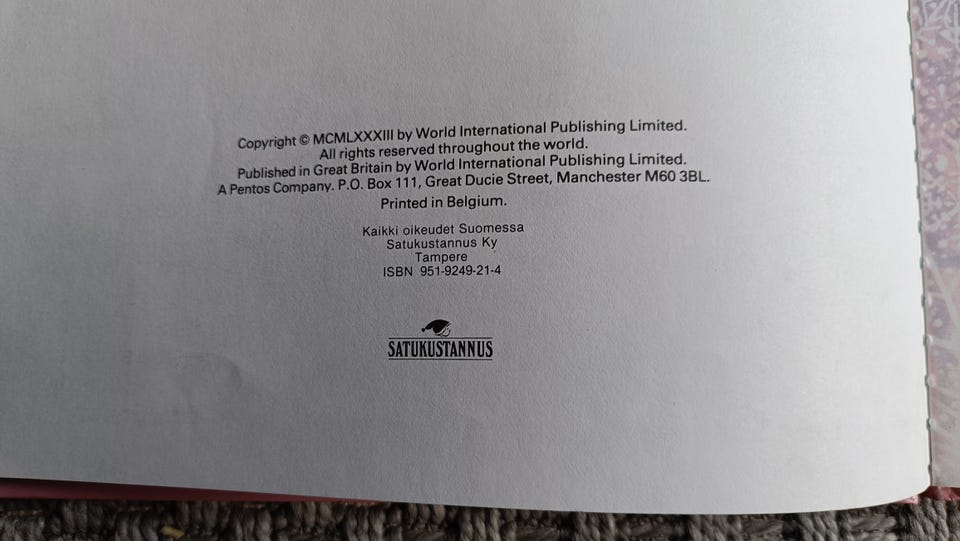 Copyright © MCMLXXXIII by World International Publishing Limited.
All rights reserved throughout the world.
Published in Great Britain by World International Publishing Limited.
A Pentos Company. P.O. Box 111, Great Ducie Street, Manchester M60 3BL.
Printed in Belgium.
Kaikki oikeudet Suomessa
Satukustannus Ky
Tampere
ISBN 951-9249-21-4
SATUKUSTANNUS